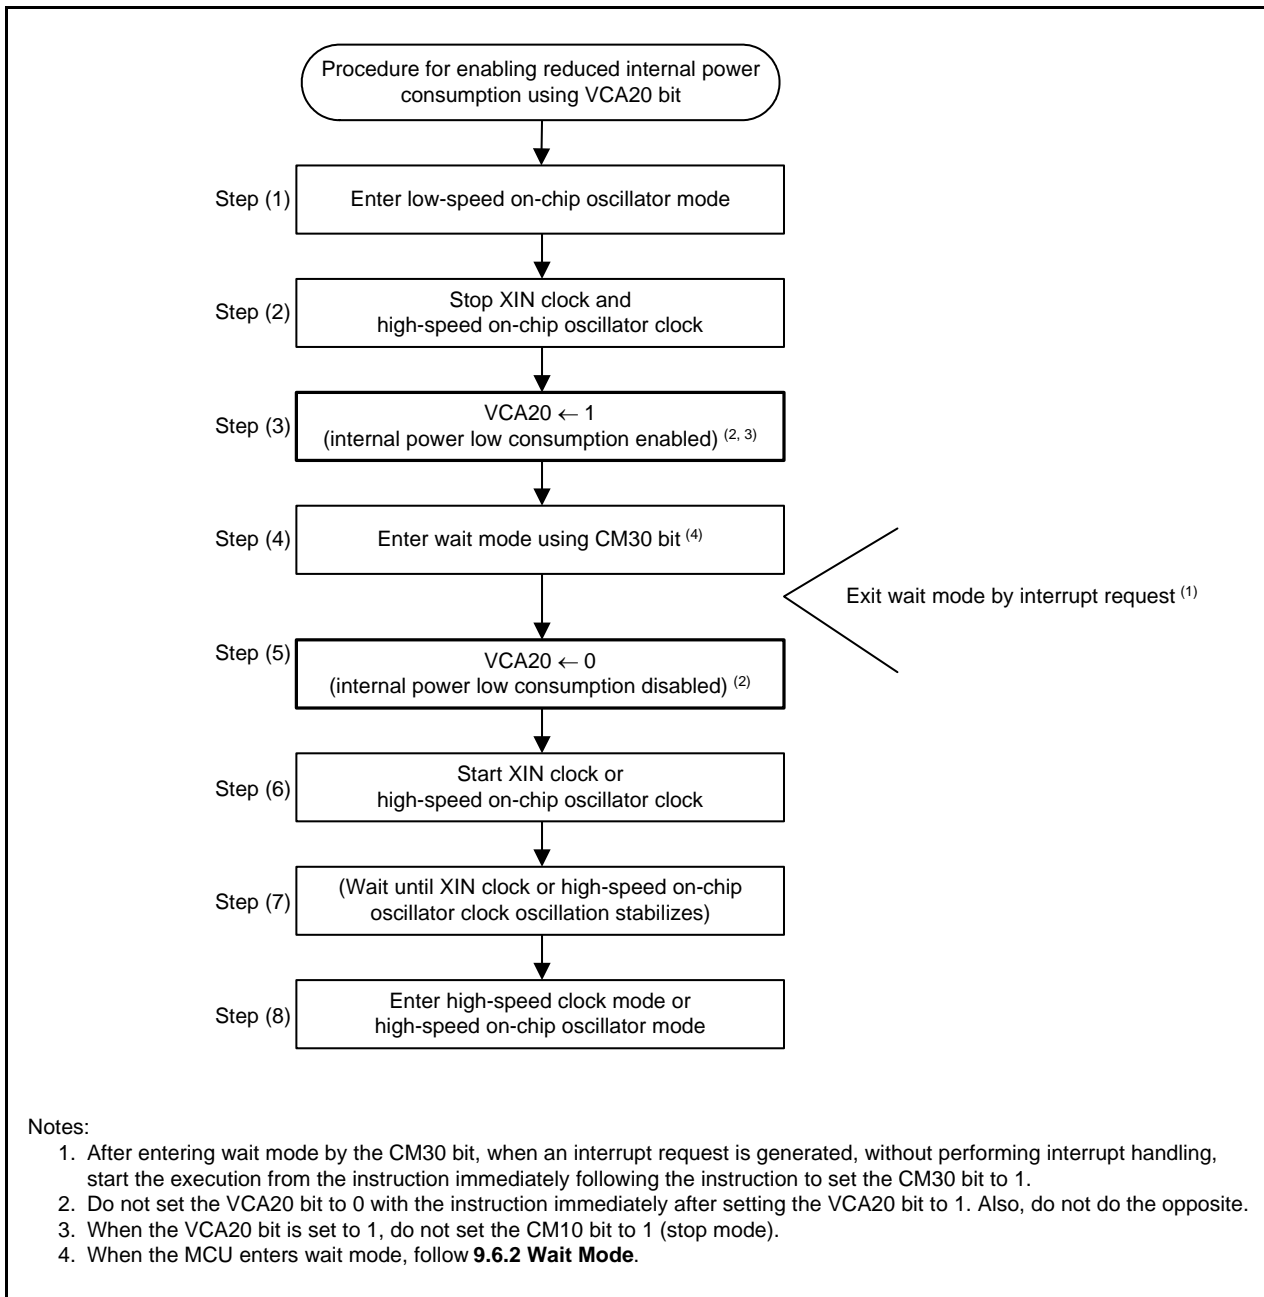 Procedure for enabling reduced internal power
consumption using VCA20 bit
Step (1)
Enter low-speed on-chip oscillator mode
Step (2)
Stop XIN clock and
high-speed on-chip oscillator clock
Step (3)
VCA20 ← 1
(internal power low consumption enabled) (2, 3)
Step (4)
Enter wait mode using CM30 bit (4)
Exit wait mode by interrupt request (1)
Step (5)
VCA20 ← 0
(internal power low consumption disabled) (2)
Step (6)
Start XIN clock or
high-speed on-chip oscillator clock
Step (7)
(Wait until XIN clock or high-speed on-chip
oscillator clock oscillation stabilizes)
Step (8)
Enter high-speed clock mode or
high-speed on-chip oscillator mode
Notes:
1. After entering wait mode by the CM30 bit, when an interrupt request is generated, without performing interrupt handling,
start the execution from the instruction immediately following the instruction to set the CM30 bit to 1.
2. Do not set the VCA20 bit to 0 with the instruction immediately after setting the VCA20 bit to 1. Also, do not do the opposite.
3. When the VCA20 bit is set to 1, do not set the CM10 bit to 1 (stop mode).
4. When the MCU enters wait mode, follow 9.6.2 Wait Mode.